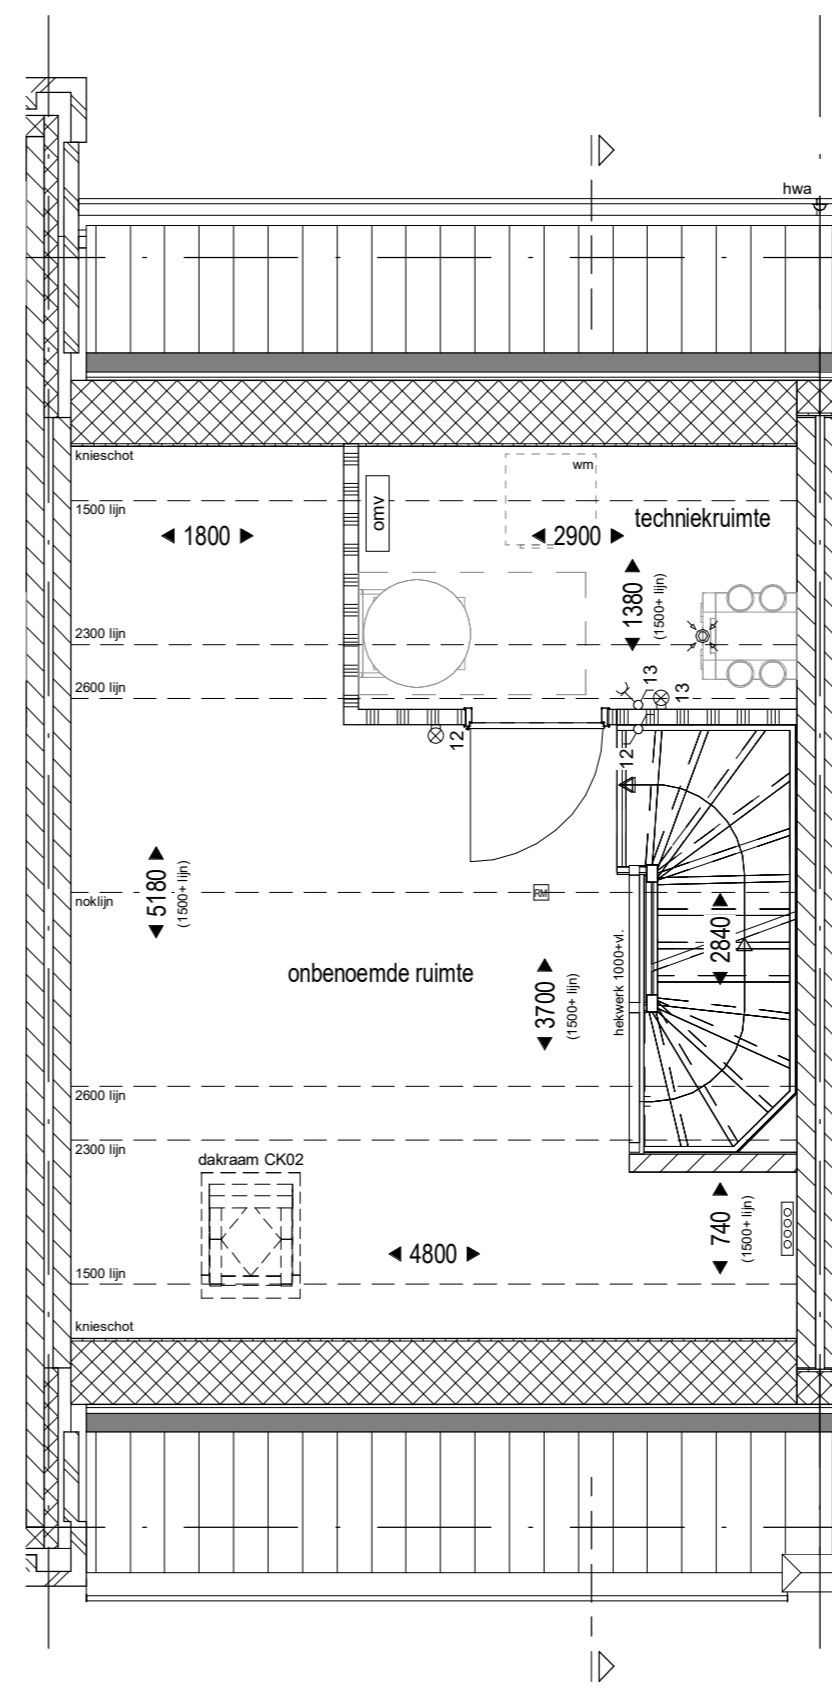 hwa
knieschot
wm
omv
1500 lijn
techniekruimte
1800
2900
1380
(1500+ lijn)
2300 lijn
2600 lijn
13
13
12
12
5180
(1500+ lijn)
noklijn
RM
2840
onbenoemde ruimte
3700
(1500+ lijn)
hekwerk 1000+vl.
2600 lijn
2300 lijn
dakraam CK02
740
(1500+ lijn)
4800
1500 lijn
knieschot